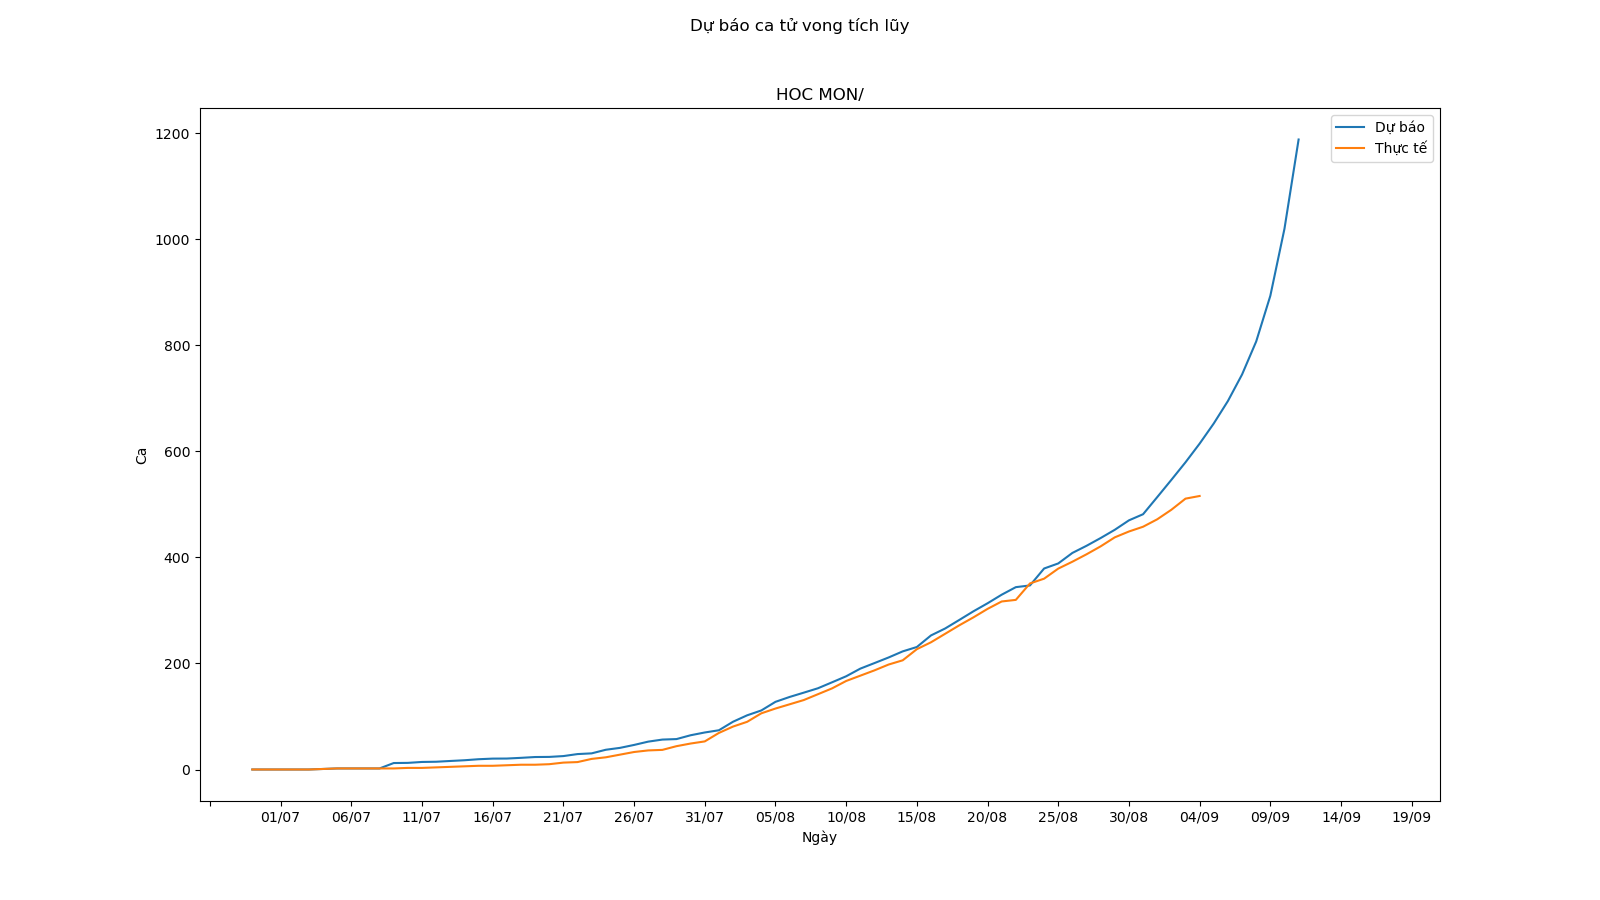 Dự báo ca tử vong tích lũy
HOC MON/
Dự báo
Thực tế
1200
1000
800
600
400
200
0
Ca
01/07 06/07 11/07 16/07 21/07 26/07 31/07 05/08 10/08 15/08 20/08 25/08 30/08 04/09 09/09 14/09 19/09
Ngày